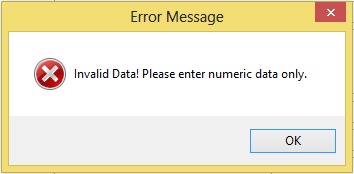 Error Message
Invalid Data! Please enter numeric data only.
OK